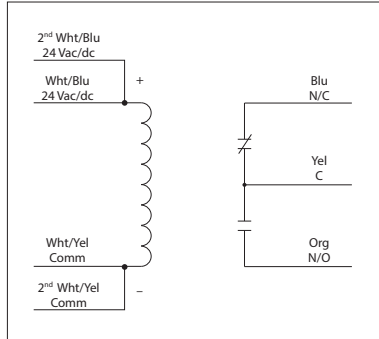 2nd Wht/Blu
24 Vac/dc
Wht/Blu
24 Vac/dc
+
Blu
N/C
Yel
C
Wht/Yel
Comm
Org
N/O
2nd Wht/Yel
Comm
–